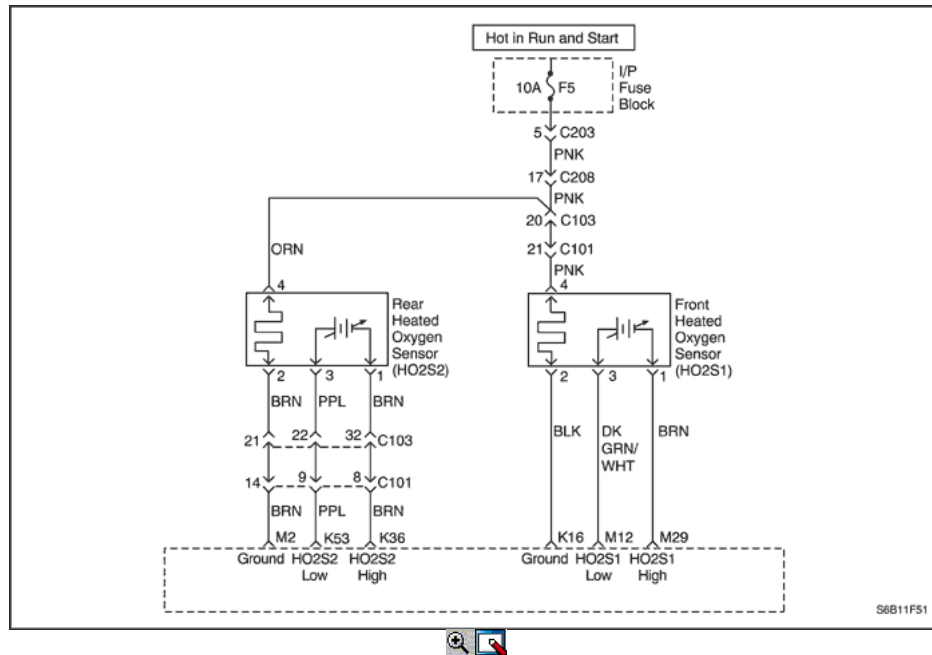 Hot in Run and Start
10A F5
I/P
Fuse
Block
5 C203
PNK
17 C208
PNK
20 C103
21 C101
PNK
ORN
4
4
Rear
Heated
Oxygen
Sensor
(HO2S2)
Front
Heated
Oxygen
Sensor
(HO2S1)
2 3 1
2 3 1
BRN PPL BRN
BLK DK
GRN/
WHT
BRN
21 22 32 C103
14 9 8 C101
BRN PPL BRN
M2 K53 K36
K16 M12 M29
Ground HO2S2
Low
HO2S2
High
Ground HO2S1
Low
HO2S1
High
S6B11F51